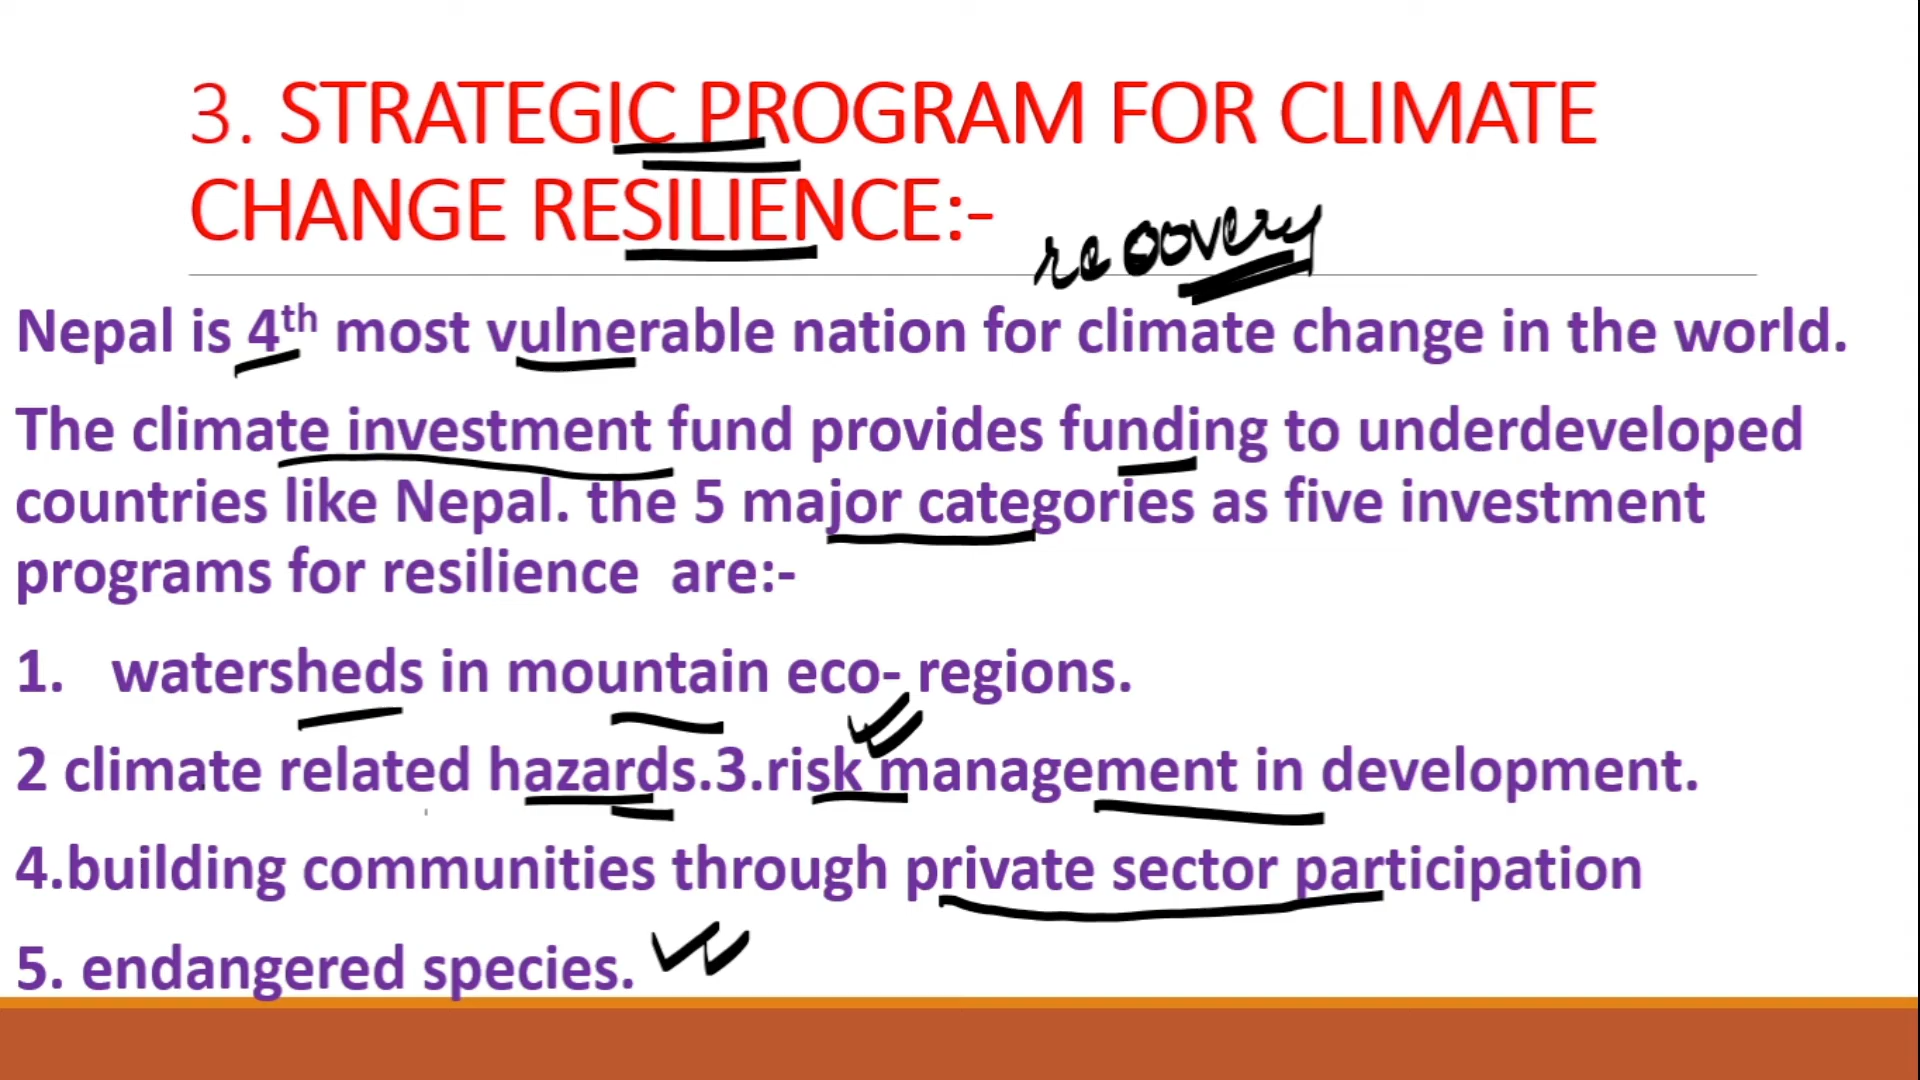 3. STRATEGIC PROGRAM FOR CLIMATE
CHANGE RESILIENCE:-
recovery
Nepal is 4th most vulnerable nation for climate change in the world.
The climate investment fund provides funding to underdeveloped
countries like Nepal. the 5 major categories as five investment
programs for resilience are:-
1. watersheds in mountain eco- regions.
2 climate related hazards.3.risk management in development.
4.building communities through private sector participation
5. endangered species.